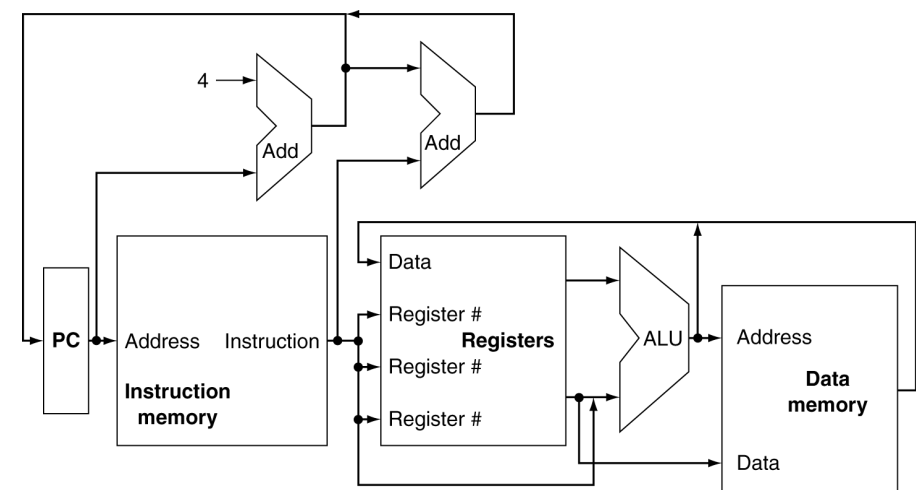 4
Add
Add
Data
Register #
PC
Address
Instruction
Registers
ALU
Address
Register #
Instruction
memory
Data
memory
Register #
Data